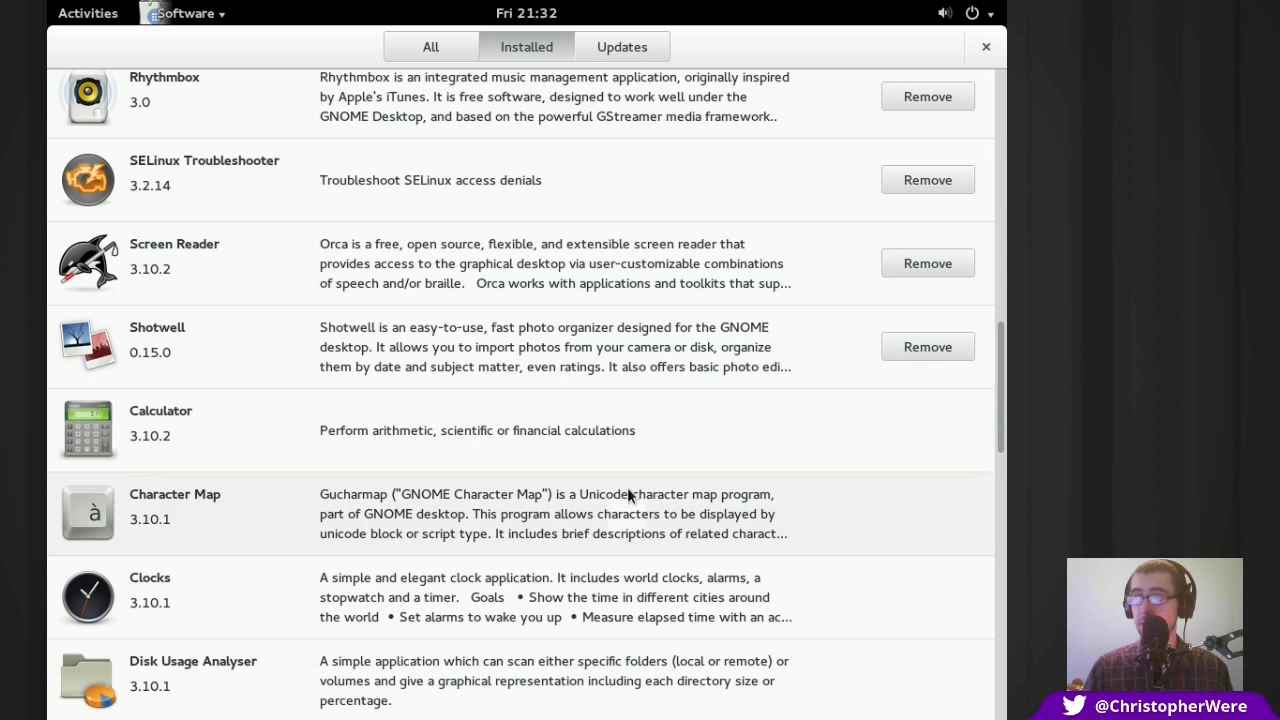 Activities
Software
Fri 21:32
All
Installed
Updates
Rhythmbox
3.0
Rhythmbox is an integrated music management application, originally inspired
by Apple's iTunes. It is free software, designed to work well under the
GNOME Desktop, and based on the powerful GStreamer media framework..
Remove
SELinux Troubleshooter
3.2.14
Troubleshoot SELinux access denials
Remove
Screen Reader
3.10.2
Orca is a free, open source, flexible, and extensible screen reader that
provides access to the graphical desktop via user-customizable combinations
of speech and/or braille. Orca works with applications and toolkits that sup...
Remove
Shotwell
0.15.0
Shotwell is an easy-to-use, fast photo organizer designed for the GNOME
desktop. It allows you to import photos from your camera or disk, organize
them by date and subject matter, even ratings. It also offers basic photo edi...
Remove
Calculator
3.10.2
Perform arithmetic, scientific or financial calculations
Character Map
3.10.1
Gucharmap ("GNOME Character Map") is a Unicode character map program,
part of GNOME desktop. This program allows characters to be displayed by
unicode block or script type. It includes brief descriptions of related charact...
à
Clocks
3.10.1
A simple and elegant clock application. It includes world clocks, alarms, a
stopwatch and a timer. Goals • Show the time in different cities around
the world • Set alarms to wake you up • Measure elapsed time with an ac...
Disk Usage Analyser
3.10.1
A simple application which can scan either specific folders (local or remote) or
volumes and give a graphical representation including each directory size or
percentage.
@ChristopherWere